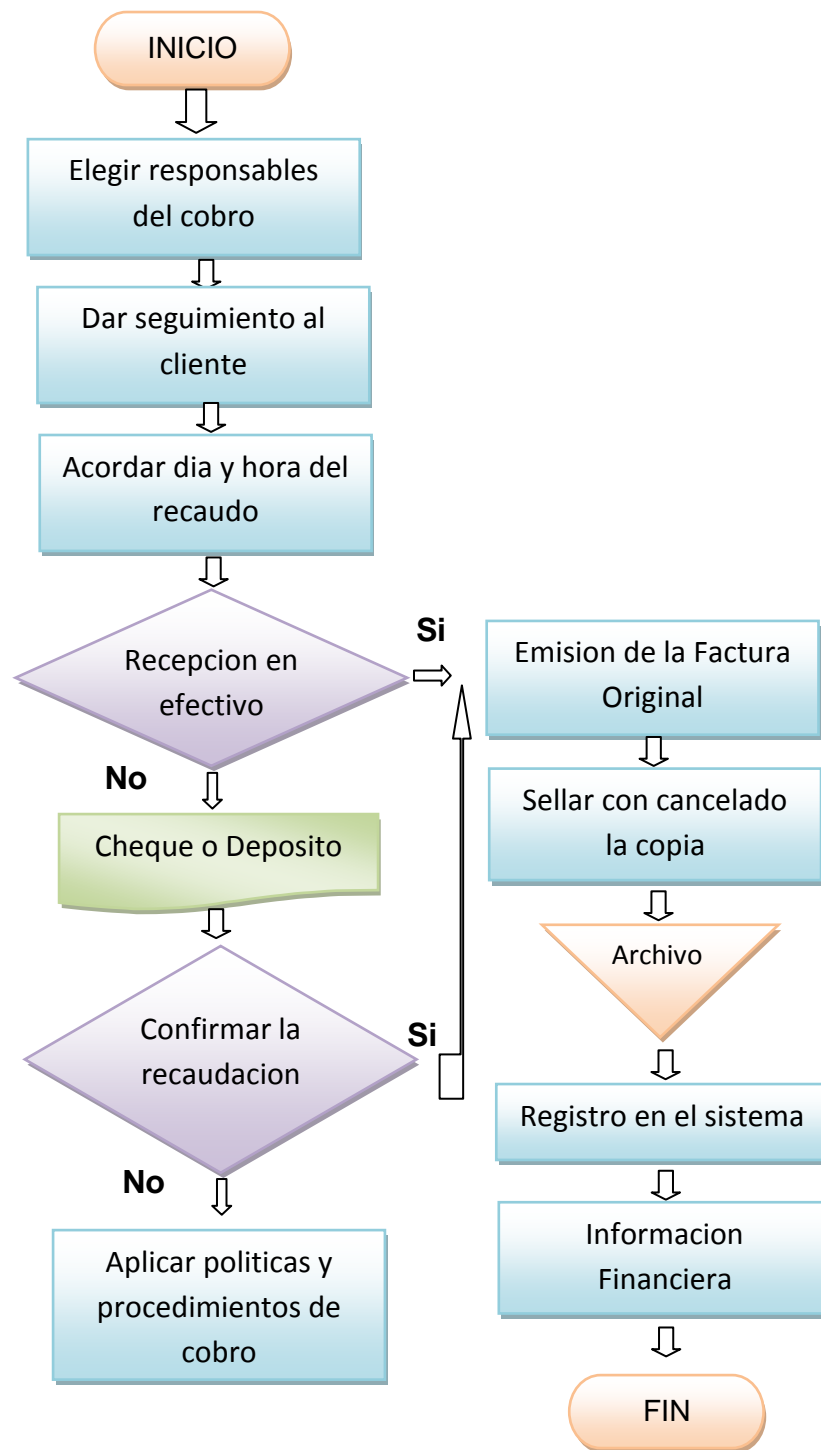 INICIO
Elegir responsables
del cobro
Dar seguimiento al
cliente
Acordar dia y hora del
recaudo
Recepcion en
efectivo
Si
No
Cheque o Deposito
Confirmar la
recaudacion
Si
No
Aplicar politicas y
procedimientos de
cobro
Emision de la Factura
Original
Sellar con cancelado
la copia
Archivo
Registro en el sistema
Informacion
Financiera
FIN